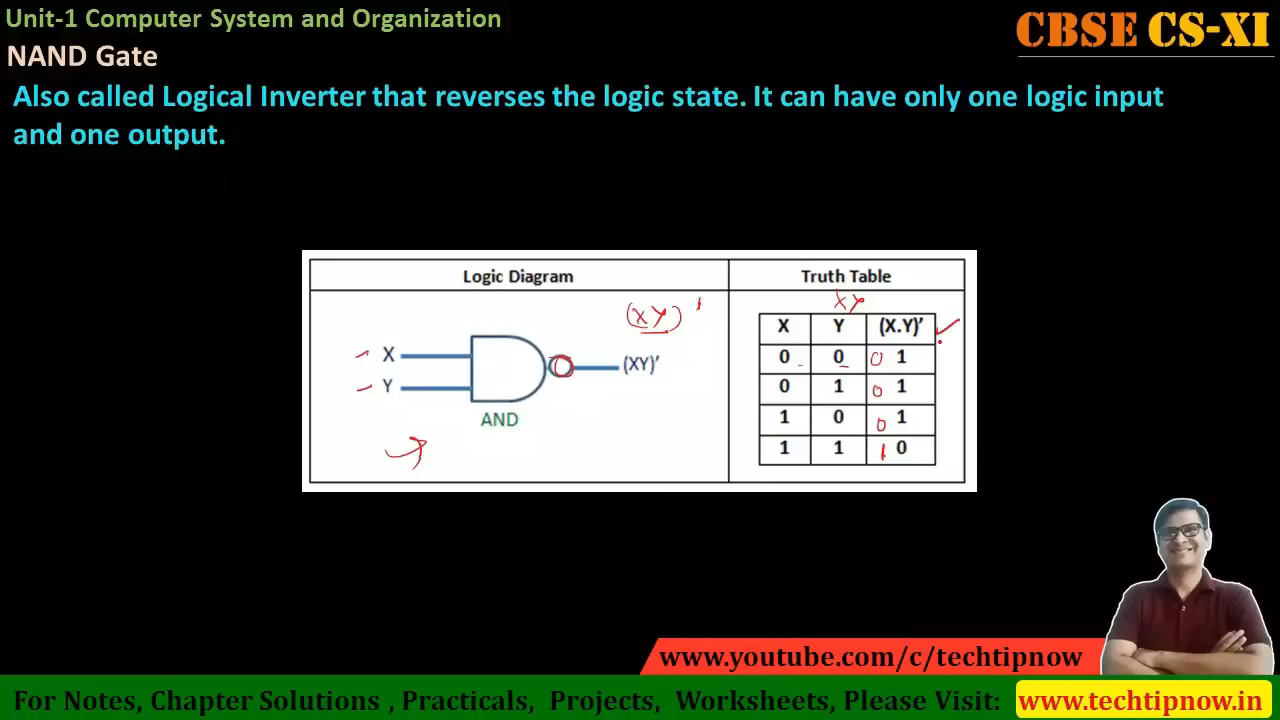 Unit-1 Computer System and Organization
CBSE CS-XI
NAND Gate
Also called Logical Inverter that reverses the logic state. It can have only one logic input
and one output.
Logic Diagram
Truth Table
(XY)'
XY
X
Y
AND
(XY)'
X Y (X.Y)'
0 0 0 1
0 1 0 1
1 0 0 1
1 1 1 0
www.youtube.com/c/techtipnow
For Notes, Chapter Solutions , Practicals, Projects, Worksheets, Please Visit: www.techtipnow.in